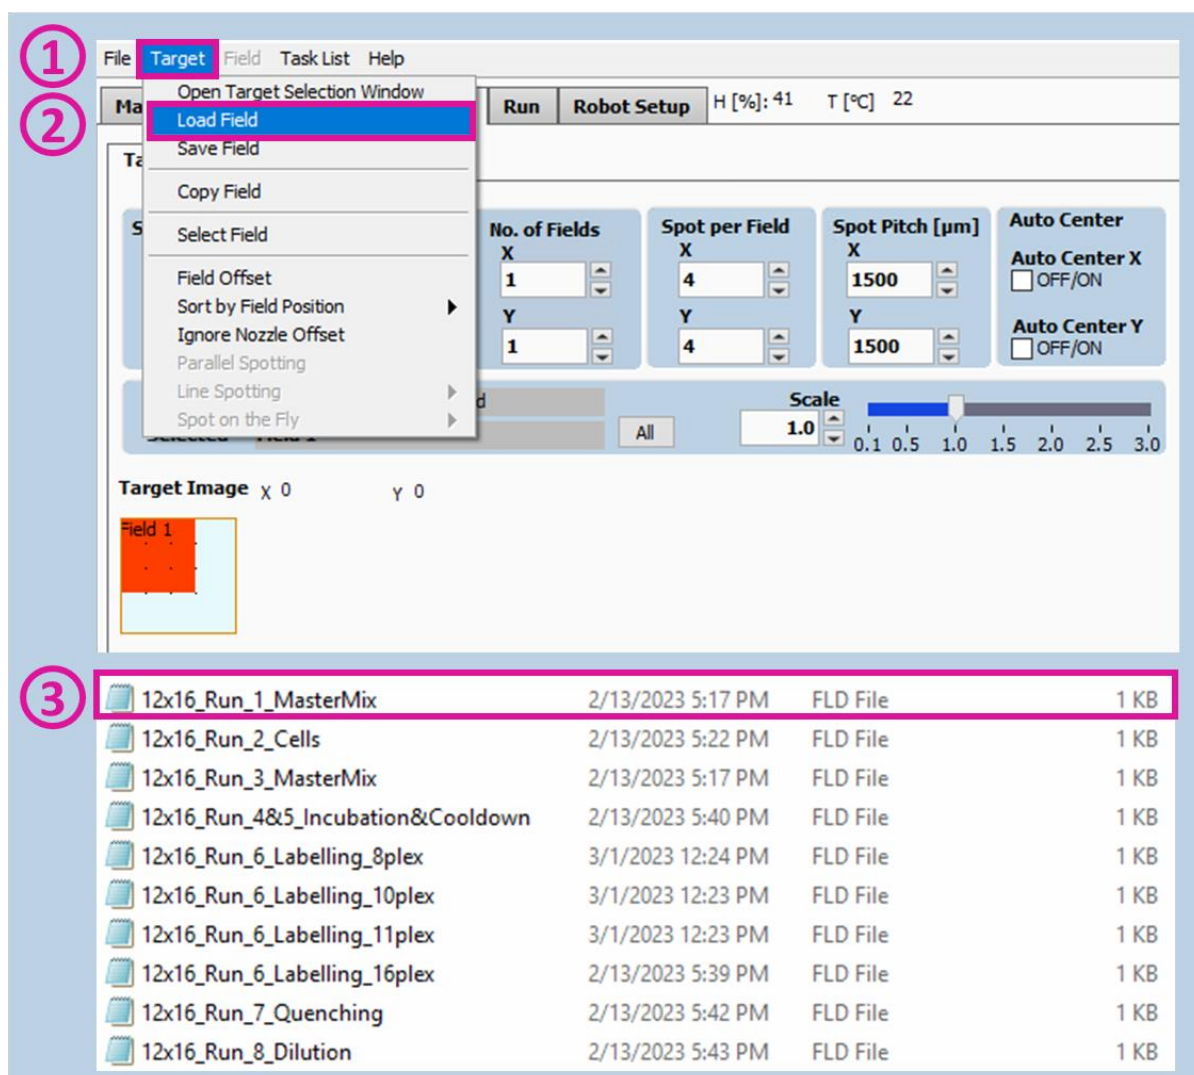 1
File Target Field Task List Help
Open Target Selection Window
2
Ma Run Robot Setup H [%]: 41 T [°C] 22
Load Field
Save Field
Ta
Copy Field
S
Select Field
Field Offset
Sort by Field Position
Ignore Nozzle Offset
Parallel Spotting
Line Spotting
Spot on the Fly
No. of Fields
X
1
Y
1
Spot per Field
X
4
Y
4
Spot Pitch [µm]
X
1500
Y
1500
Auto Center
Auto Center X
OFF/ON
Auto Center Y
OFF/ON
d
All
Scale
1.0
0.1 0.5 1.0 1.5 2.0 2.5 3.0
Selected Field 1
Target Image X 0 Y 0
Field 1
3
12x16_Run_1_MasterMix 2/13/2023 5:17 PM FLD File 1 KB
12x16_Run_2_Cells 2/13/2023 5:22 PM FLD File 1 KB
12x16_Run_3_MasterMix 2/13/2023 5:17 PM FLD File 1 KB
12x16_Run_4&5_Incubation&Cooldown 2/13/2023 5:40 PM FLD File 1 KB
12x16_Run_6_Labelling_8plex 3/1/2023 12:24 PM FLD File 1 KB
12x16_Run_6_Labelling_10plex 3/1/2023 12:23 PM FLD File 1 KB
12x16_Run_6_Labelling_11plex 3/1/2023 12:23 PM FLD File 1 KB
12x16_Run_6_Labelling_16plex 2/13/2023 5:39 PM FLD File 1 KB
12x16_Run_7_Quenching 2/13/2023 5:42 PM FLD File 1 KB
12x16_Run_8_Dilution 2/13/2023 5:43 PM FLD File 1 KB